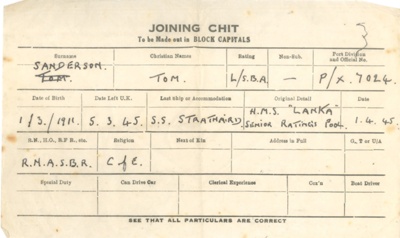 JOINING CHIT
To be Made out in BLOCK CAPITALS
Surname Christian Names Rating Non-Sub. Port Division and Official No.
SANDERSON.
TOM. TOM. L/S.B.A. — P/X. 7024.
Date of Birth Date Left U.K. Last ship or Accommodation Original Detail Date
1/3/1911. 5. 3. 45. S.S. H.M.S "LANKA" 1. 4. 45.
SENIOR RATINGS POOL.
R.N., H.O., R.F.R., etc. Religion Next of Kin Address in Full G., T or U/A
R.N.A.S.B.R. C of E.
Special Duty Can Drive Car Clerical Experience Cox'n Boat Driver
SEE THAT ALL PARTICULARS ARE CORRECT